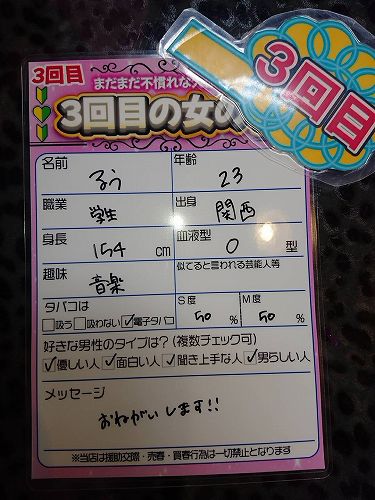 3回目
まだまだ不慣れな
3回目の女の
3回目
名前 るう 年齢 23
職業 学生 出身 関西
身長 154 cm 血液型 O 型
趣味 音楽 似てると言われる芸能人等
タバコは S度 M度
□吸う □吸わない ☑電子タバコ 50 % 50 %
好きな男性のタイプは?(複数チェック可)
☑優しい人 ☑面白い人 ☑聞き上手な人 ☑男らしい人
メッセージ
おねがいします!!
※当店は援助交際・売春・買春行為は一切禁止となります